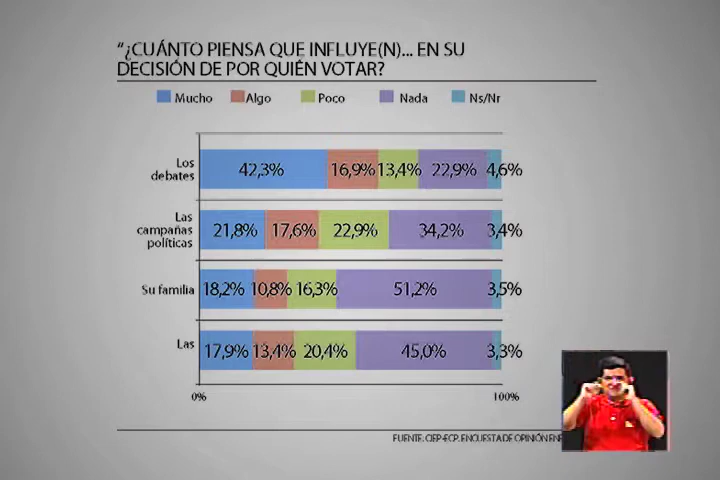 “¿CUÁNTO PIENSA QUE INFLUYE(N)... EN SU
DECISIÓN DE POR QUIÉN VOTAR?
Mucho Algo Poco Nada Ns/Nr
Los
debates
42,3% 16,9% 13,4% 22,9% 4,6%
Las
campañas
políticas
21,8% 17,6% 22,9% 34,2% 3,4%
Su familia
18,2% 10,8% 16,3% 51,2% 3,5%
Las
17,9% 13,4% 20,4% 45,0% 3,3%
0% 100%
FUENTE. CIEP-ECP. ENCUESTA DE OPINIÓN